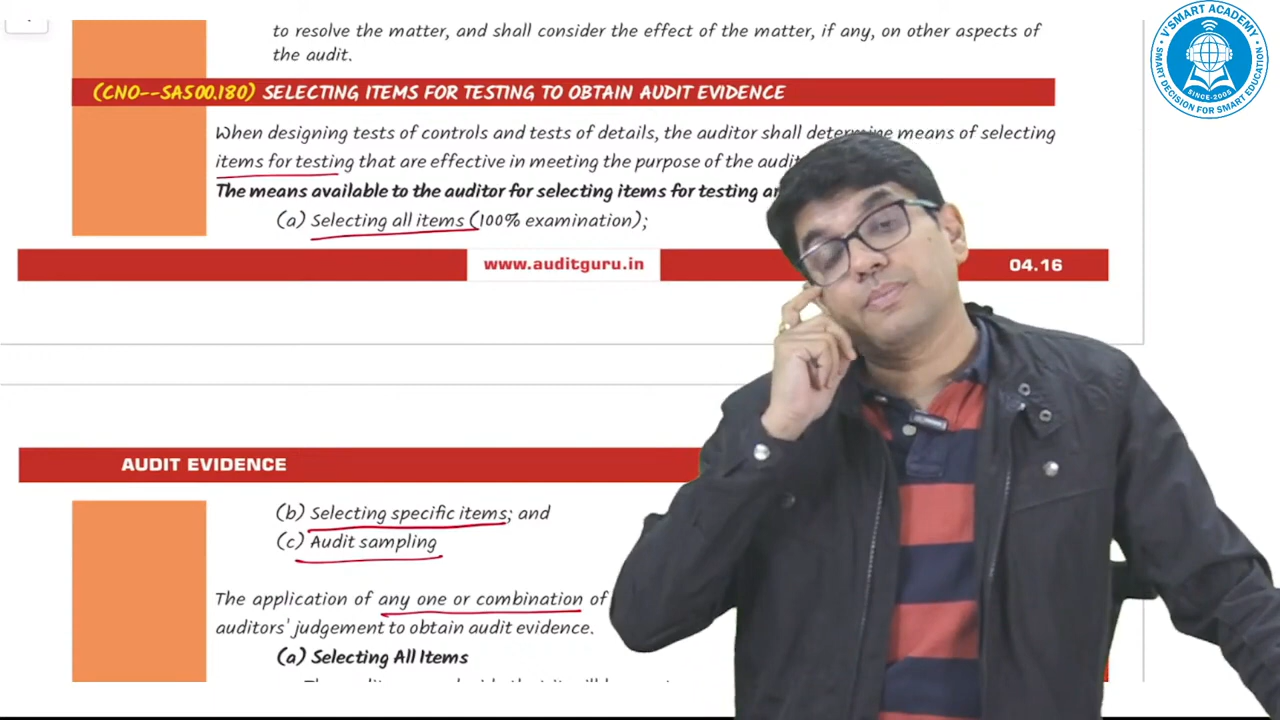 to resolve the matter, and shall consider the effect of the matter, if any, on other aspects of
the audit.
(CNO--SA500.180) SELECTING ITEMS FOR TESTING TO OBTAIN AUDIT EVIDENCE
When designing tests of controls and tests of details, the auditor shall determine means of selecting
items for testing that are effective in meeting the purpose of the audit
The means available to the auditor for selecting items for testing
(a) Selecting all items (100% examination);
www.auditguru.in
04.16
AUDIT EVIDENCE
(b) Selecting specific items; and
(c) Audit sampling
The application of any one or combination of
auditors' judgement to obtain audit evidence.
(a) Selecting All Items
VSMART ACADEMY
SMART DECISION FOR SMART EDUCATION
SINCE-2005